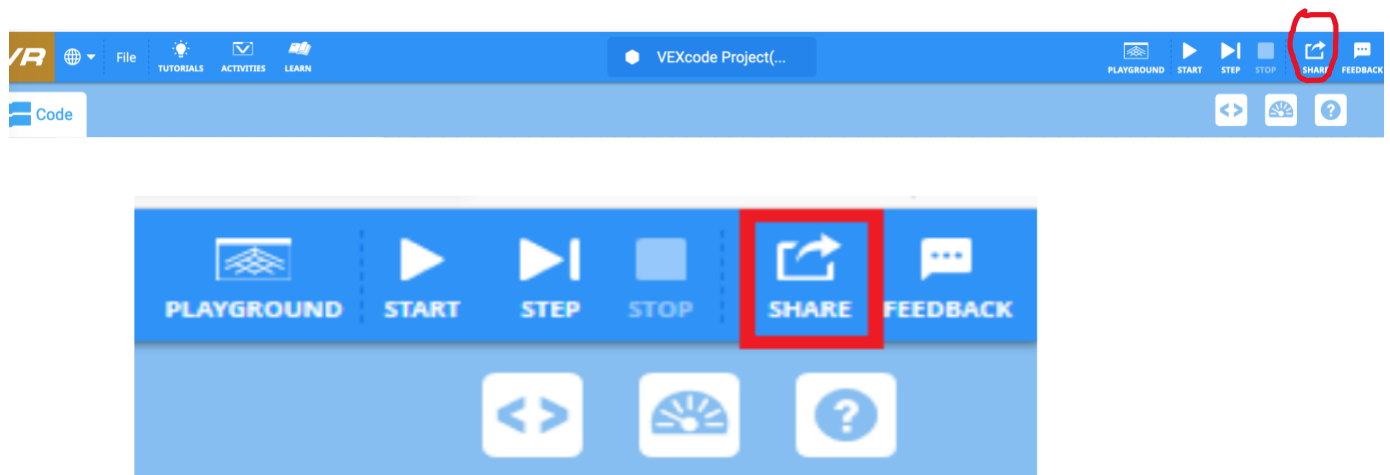 VR File TUTORIALS ACTIVITIES LEARN VEXcode Project(... PLAYGROUND START STEP STOP SHARE FEEDBACK
Code
PLAYGROUND START STEP STOP SHARE FEEDBACK